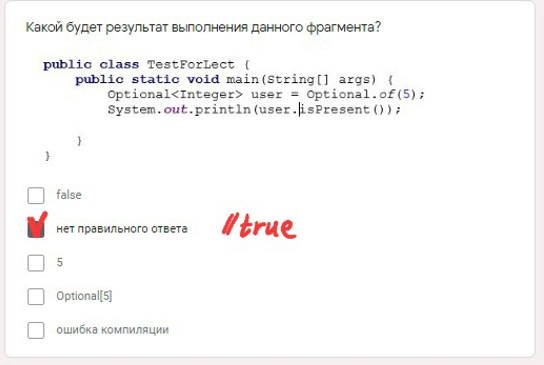 Какой будет результат выполнения данного фрагмента?
public class TestForLect {
public static void main(String[] args) {
Optional<Integer> user = Optional.of(5);
System.out.println(user.isPresent());
}
}
false
нет правильного ответа //true
5
Optional[5]
ошибка компиляции